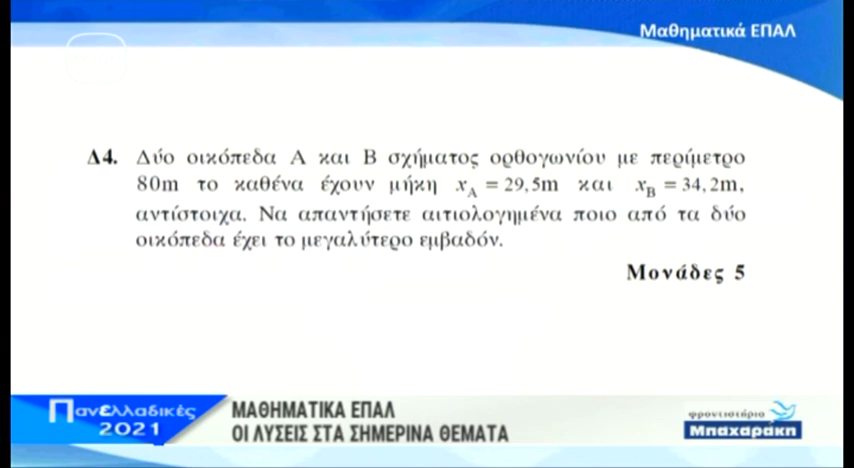 Μαθηματικά ΕΠΑΛ
Δ4. Δύο οικόπεδα Α και Β σχήματος ορθογωνίου με περίμετρο
80m το καθένα έχουν μήκη x_A = 29,5m και x_B = 34,2m,
αντίστοιχα. Να απαντήσετε αιτιολογημένα ποιο από τα δύο
οικόπεδα έχει το μεγαλύτερο εμβαδόν.
Μονάδες 5
Πανελλαδικές
2021
ΜΑΘΗΜΑΤΙΚΑ ΕΠΑΛ
ΟΙ ΛΥΣΕΙΣ ΣΤΑ ΣΗΜΕΡΙΝΑ ΘΕΜΑΤΑ
φροντιστήριο
Μπαχαράκη